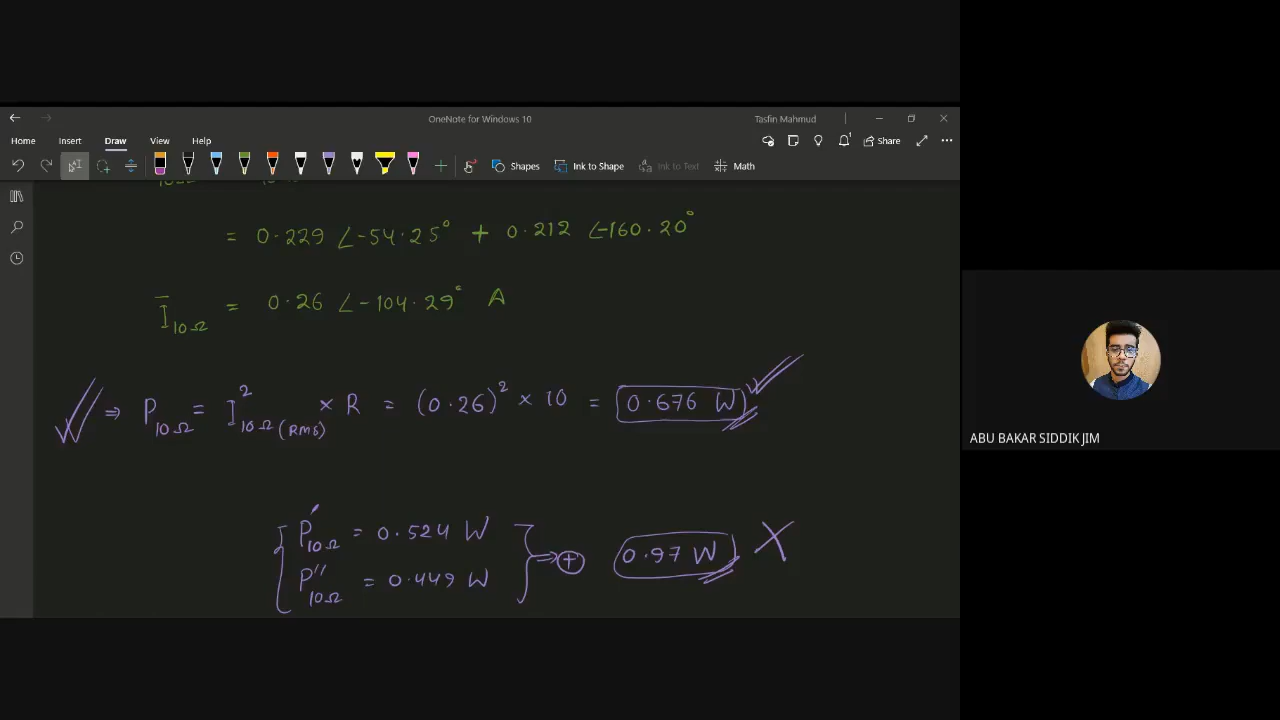 OneNote for Windows 10
Tasfin Mahmud
Home Insert Draw View Help
Share
Shapes Ink to Shape Ink to Text Math
= 0.229 ∠-54.25° + 0.212 ∠-160.20°
I̅10Ω = 0.26 ∠-104.29° A
⇒ P10Ω = I²10Ω(RMS) × R = (0.26)² × 10 = 0.676 W
P'10Ω = 0.524 W
P''10Ω = 0.449 W
⇒ + 0.97 W X
ABU BAKAR SIDDIK JIM